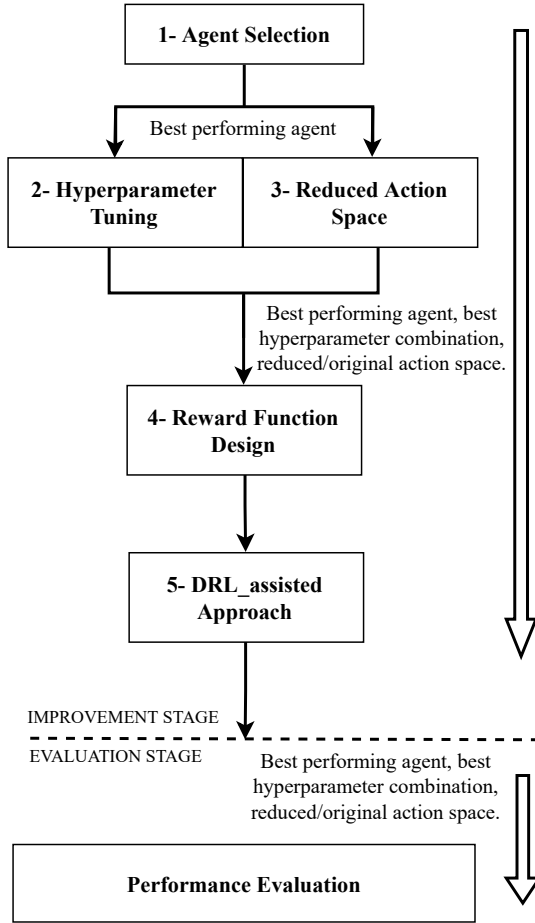 1- Agent Selection
Best performing agent
2- Hyperparameter
Tuning
3- Reduced Action
Space
Best performing agent, best
hyperparameter combination,
reduced/original action space.
4- Reward Function
Design
5- DRL_assisted
Approach
IMPROVEMENT STAGE
EVALUATION STAGE
Best performing agent, best
hyperparameter combination,
reduced/original action space.
Performance Evaluation